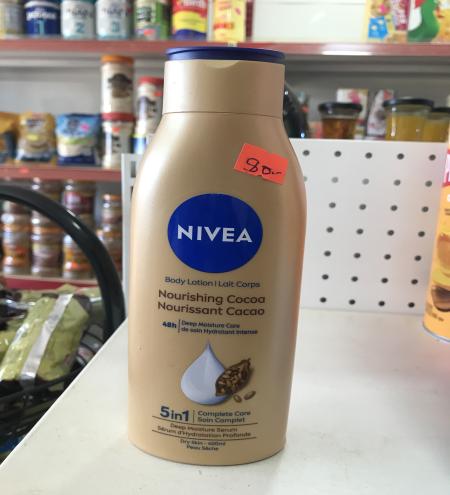 80.-
NIVEA
Body Lotion | Lait Corps
Nourishing Cocoa
Nourissant Cacao
48h | Deep Moisture Care
de soin Hydratant Intense
5in1 | Complete Care
Soin Complet
Deep Moisture Serum
Sérum d'Hydratation Profonde
Dry Skin - 400ml
Peau Sèche